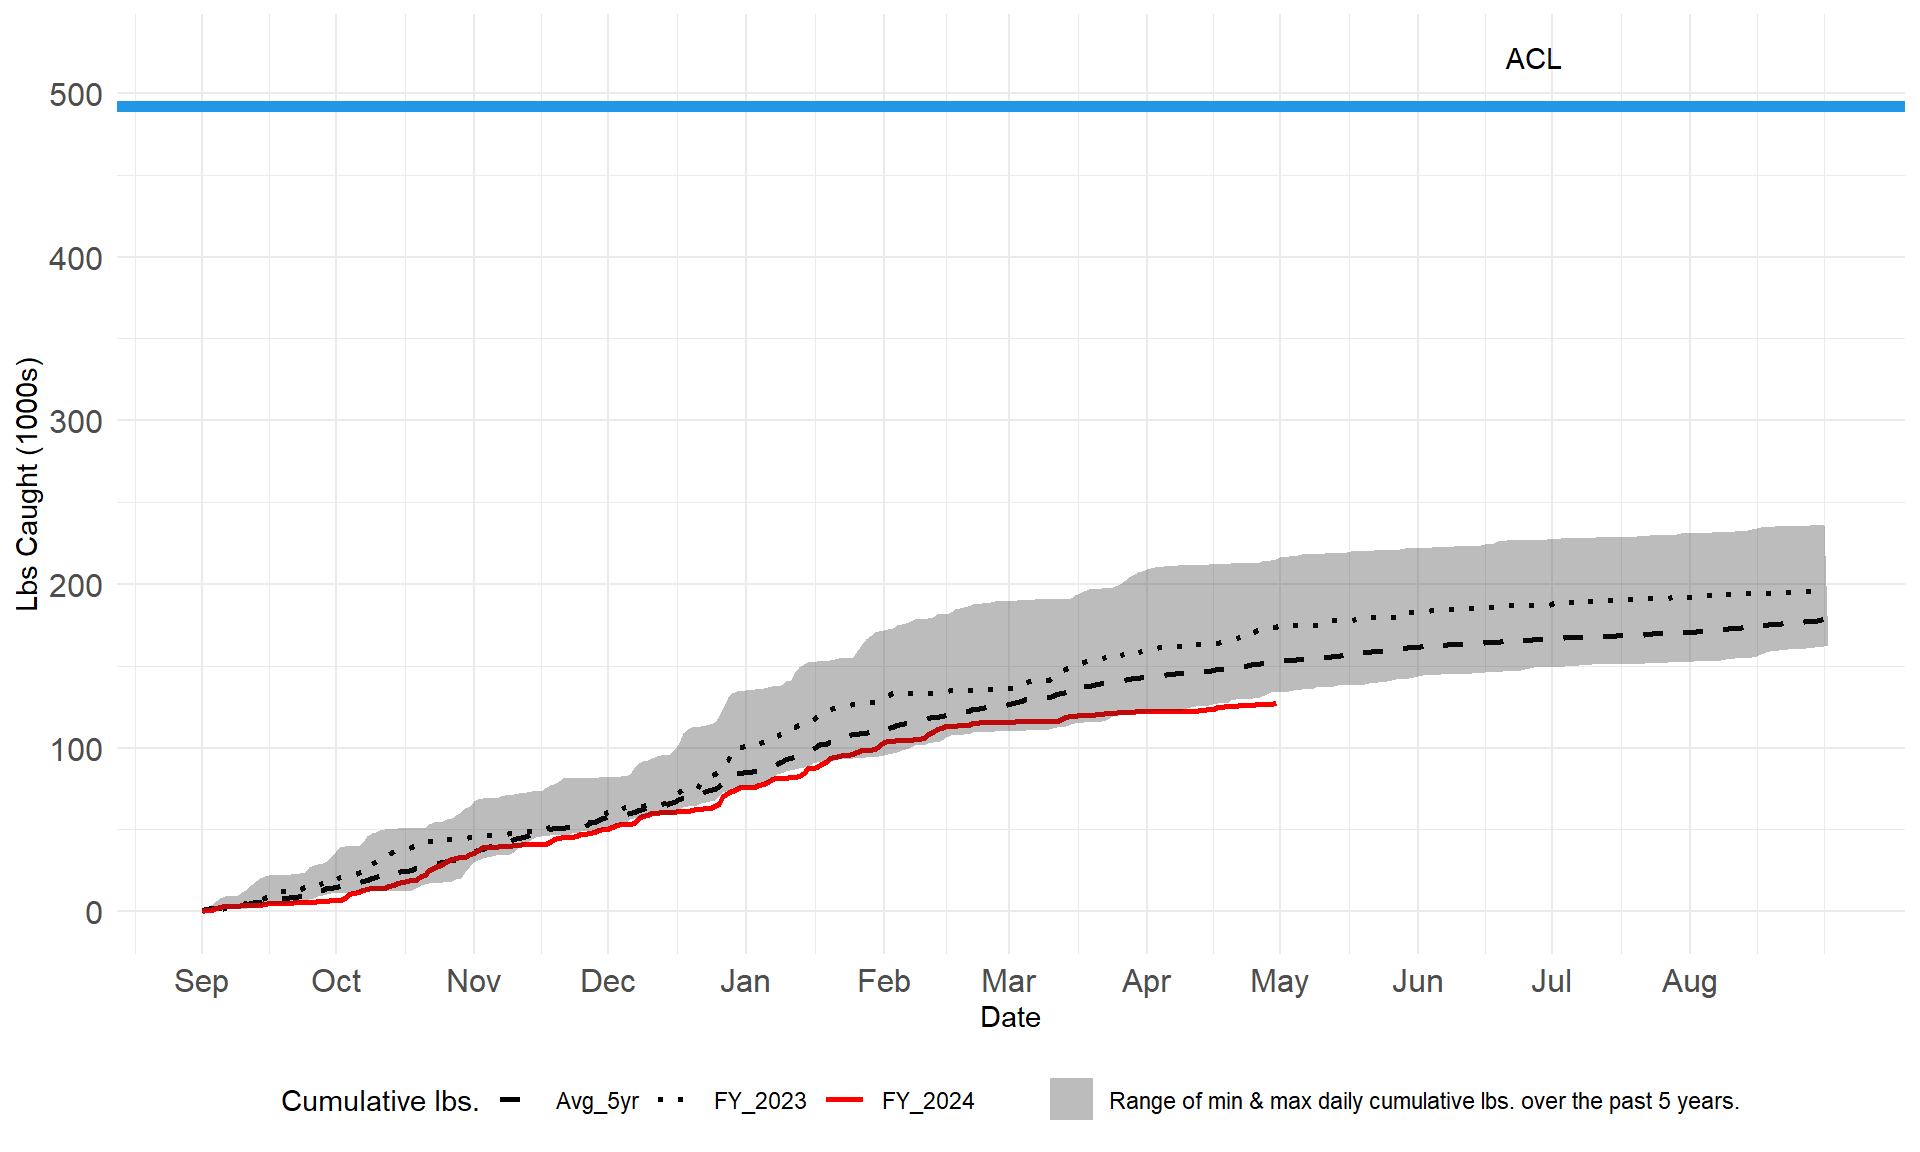 ACL
500
400
300
200
100
0
Lbs Caught (1000s)
Sep Oct Nov Dec Jan Feb Mar Apr May Jun Jul Aug
Date
Cumulative lbs. Avg_5yr FY_2023 FY_2024 Range of min & max daily cumulative lbs. over the past 5 years.